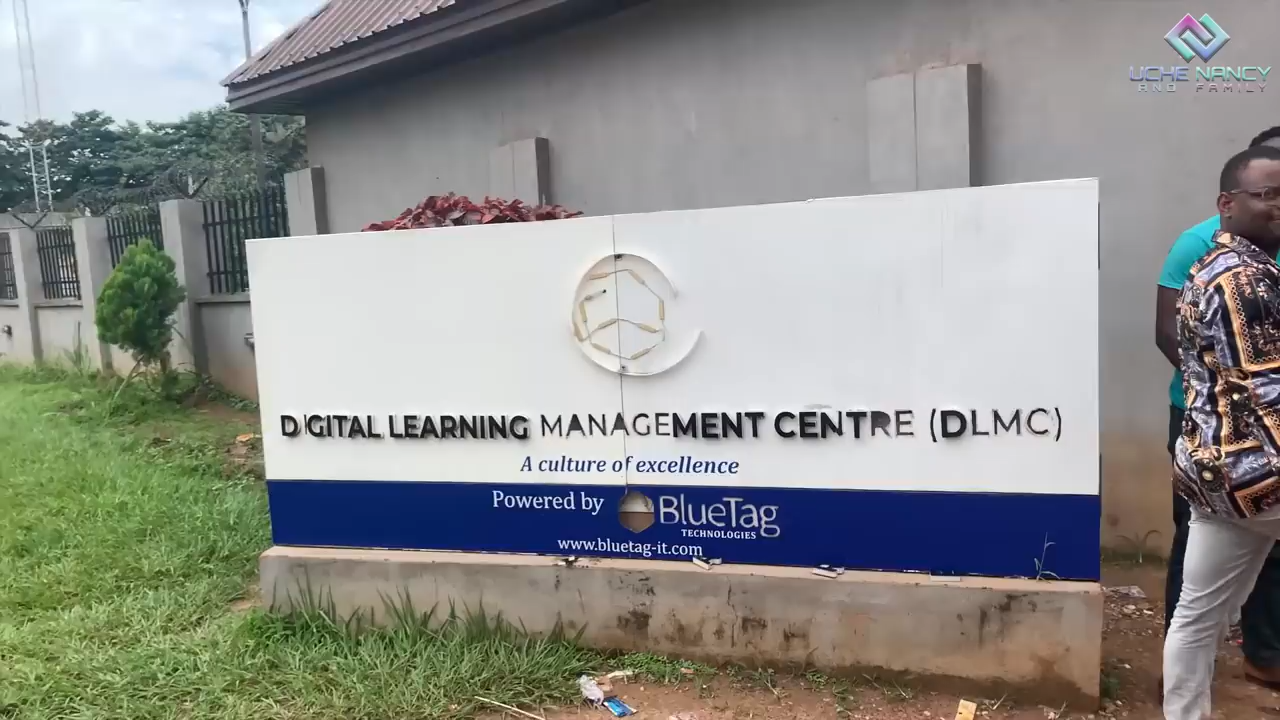 UCHE NANCY
AND FAMILY
DIGITAL LEARNING MANAGEMENT CENTRE (DLMC)
A culture of excellence
Powered by BlueTag
TECHNOLOGIES
www.bluetag-it.com